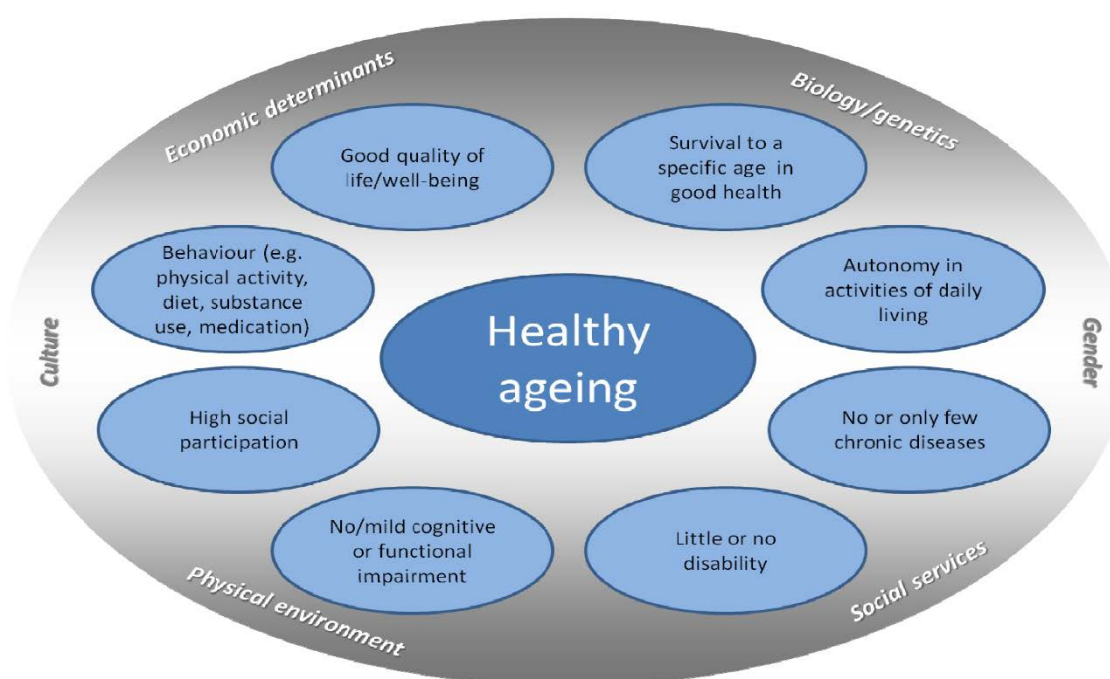 Economic determinants
Biology/genetics
Good quality of
life/well-being
Survival to a
specific age in
good health
Behaviour (e.g.
physical activity,
diet, substance
use, medication)
Autonomy in
activities of daily
living
Culture
Healthy
ageing
Gender
High social
participation
No or only few
chronic diseases
No/mild cognitive
or functional
impairment
Little or no
disability
Physical environment
Social services